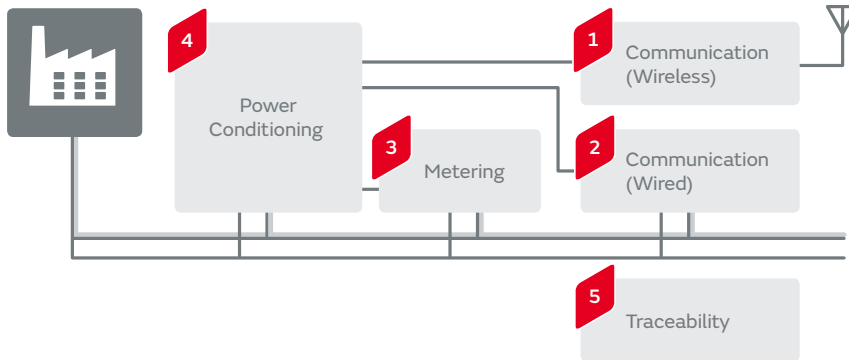 4
Power
Conditioning
1
Communication
(Wireless)
3
Metering
2
Communication
(Wired)
5
Traceability